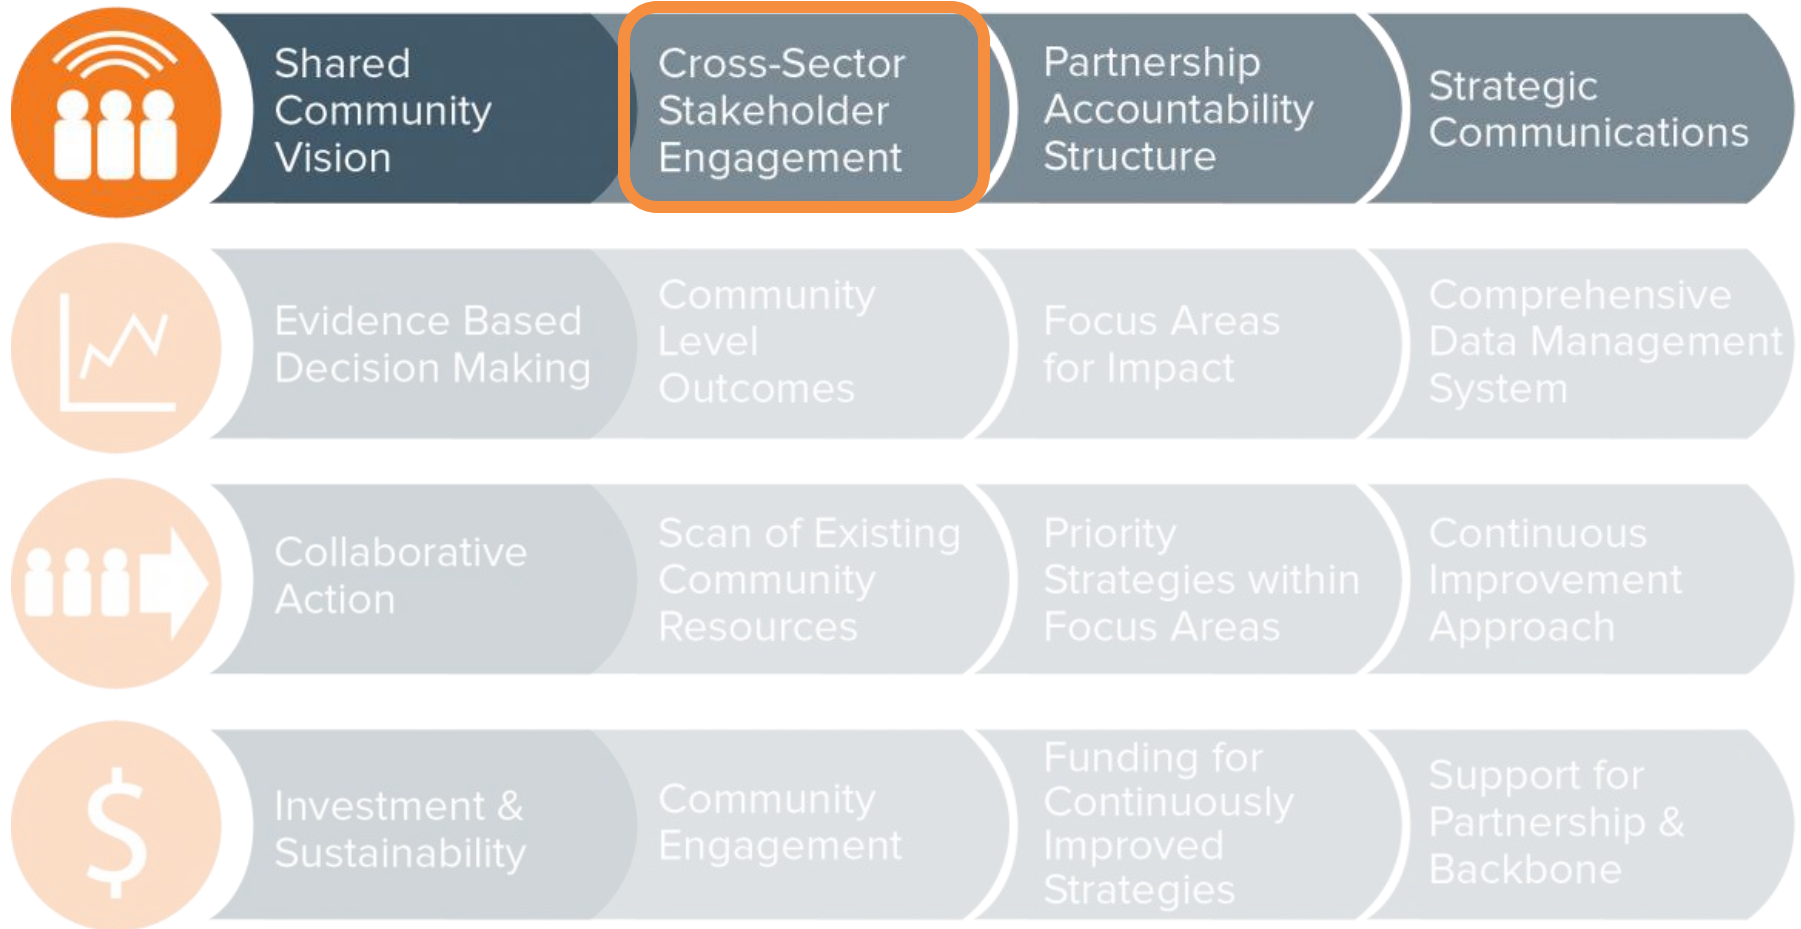 Shared
Community
Vision
Cross-Sector
Stakeholder
Engagement
Partnership
Accountability
Structure
Strategic
Communications
Evidence Based
Decision Making
Community
Level
Outcomes
Focus Areas
for Impact
Comprehensive
Data Management
System
Collaborative
Action
Scan of Existing
Community
Resources
Priority
Strategies within
Focus Areas
Continuous
Improvement
Approach
$
Investment &
Sustainability
Community
Engagement
Funding for
Continuously
Improved
Strategies
Support for
Partnership &
Backbone